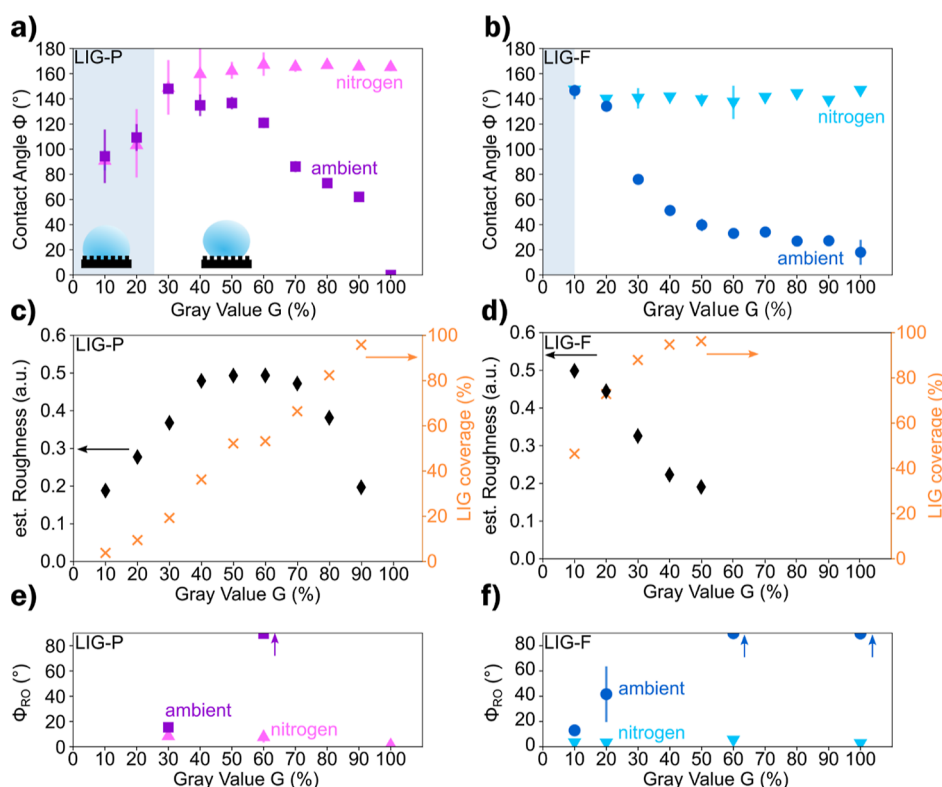 a)
LIG-P
180
160
140
120
100
80
60
40
20
0
Contact Angle Φ (°)
nitrogen
ambient
0 10 20 30 40 50 60 70 80 90 100
Gray Value G (%)
b)
LIG-F
180
160
140
120
100
80
60
40
20
0
Contact Angle Φ (°)
nitrogen
ambient
0 10 20 30 40 50 60 70 80 90 100
Gray Value G (%)
c)
LIG-P
0.6
0.5
0.4
0.3
0.2
0.1
0.0
est. Roughness (a.u.)
100
80
60
40
20
0
LIG coverage (%)
0 10 20 30 40 50 60 70 80 90 100
Gray Value G (%)
d)
LIG-F
0.6
0.5
0.4
0.3
0.2
0.1
0.0
est. Roughness (a.u.)
100
80
60
40
20
0
LIG coverage (%)
0 10 20 30 40 50 60 70 80 90 100
Gray Value G (%)
e)
LIG-P
80
60
40
20
0
Φ_RO (°)
ambient
nitrogen
0 10 20 30 40 50 60 70 80 90 100
Gray Value G (%)
f)
LIG-F
80
60
40
20
0
Φ_RO (°)
ambient
nitrogen
0 10 20 30 40 50 60 70 80 90 100
Gray Value G (%)